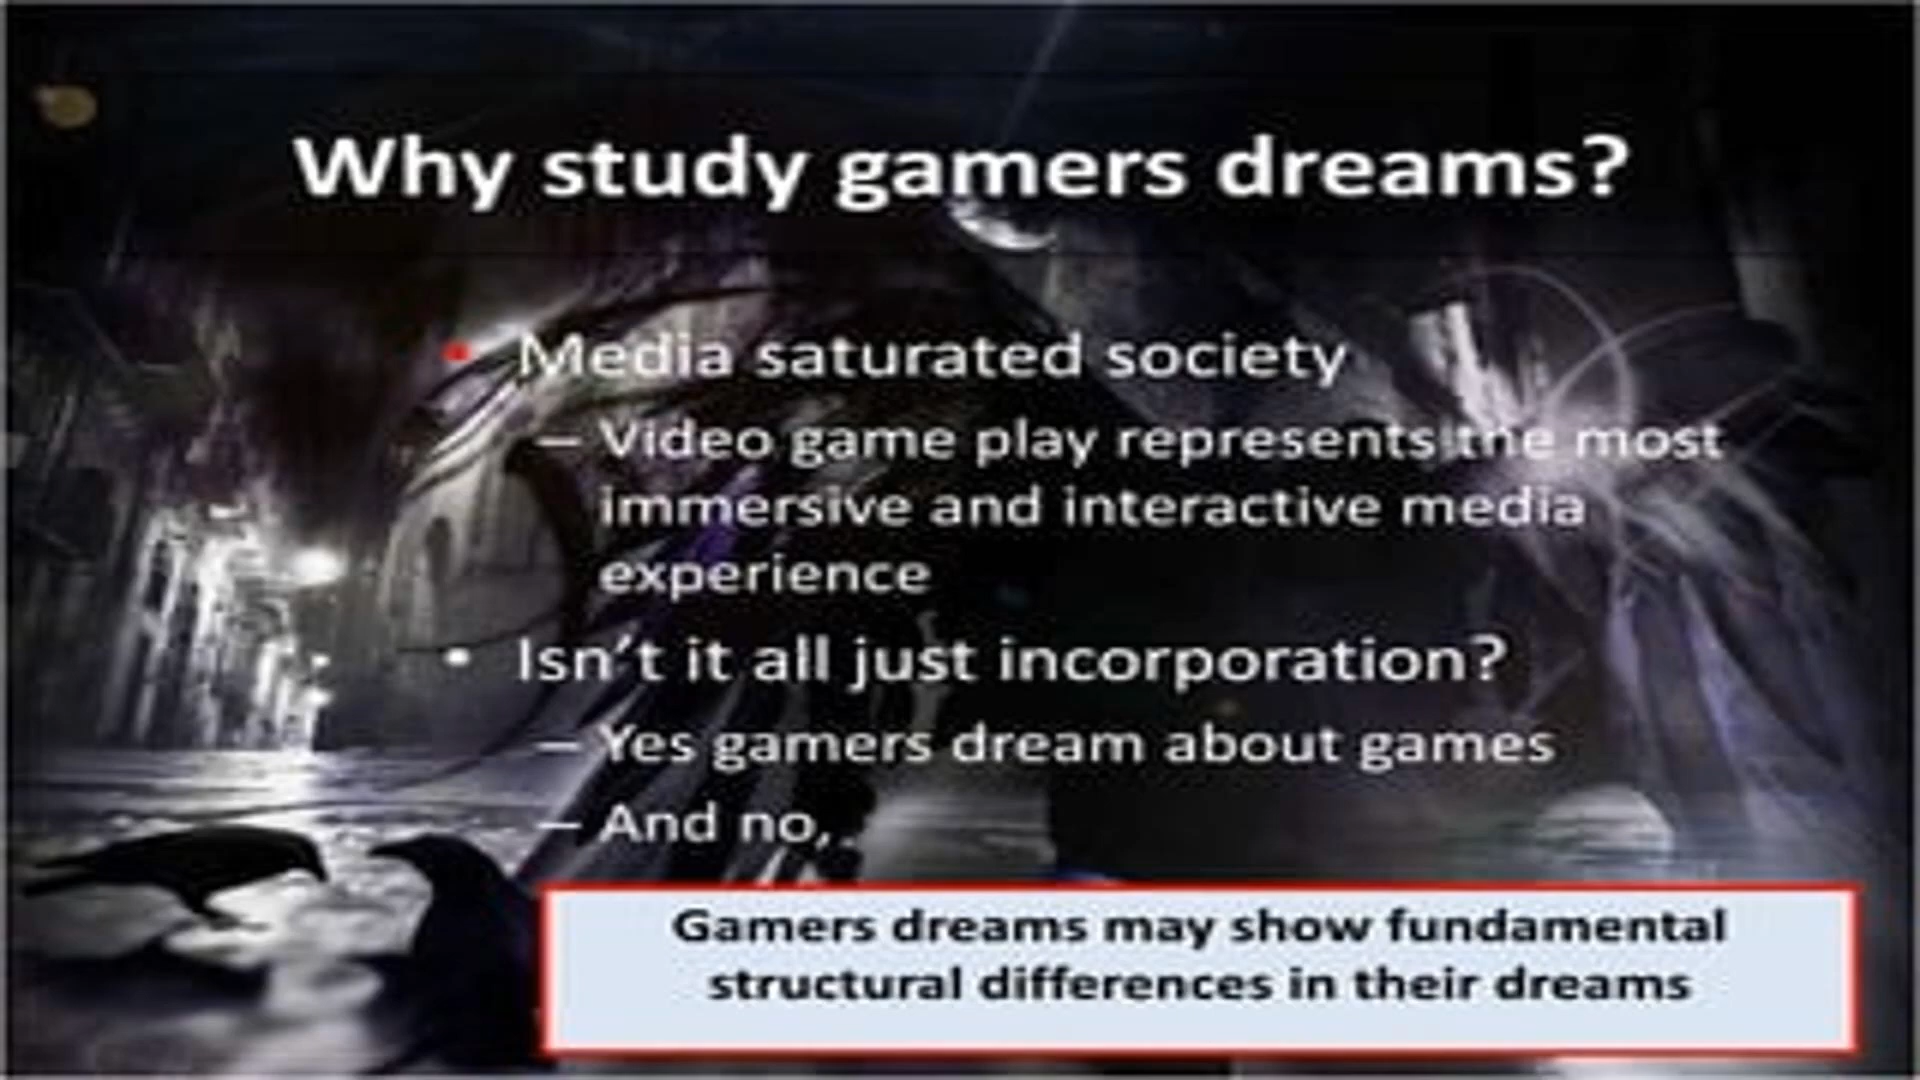 Why study gamers dreams?
• Media saturated society
– Video game play represents the most
immersive and interactive media
experience
• Isn't it all just incorporation?
– Yes gamers dream about games
– And no,
Gamers dreams may show fundamental
structural differences in their dreams